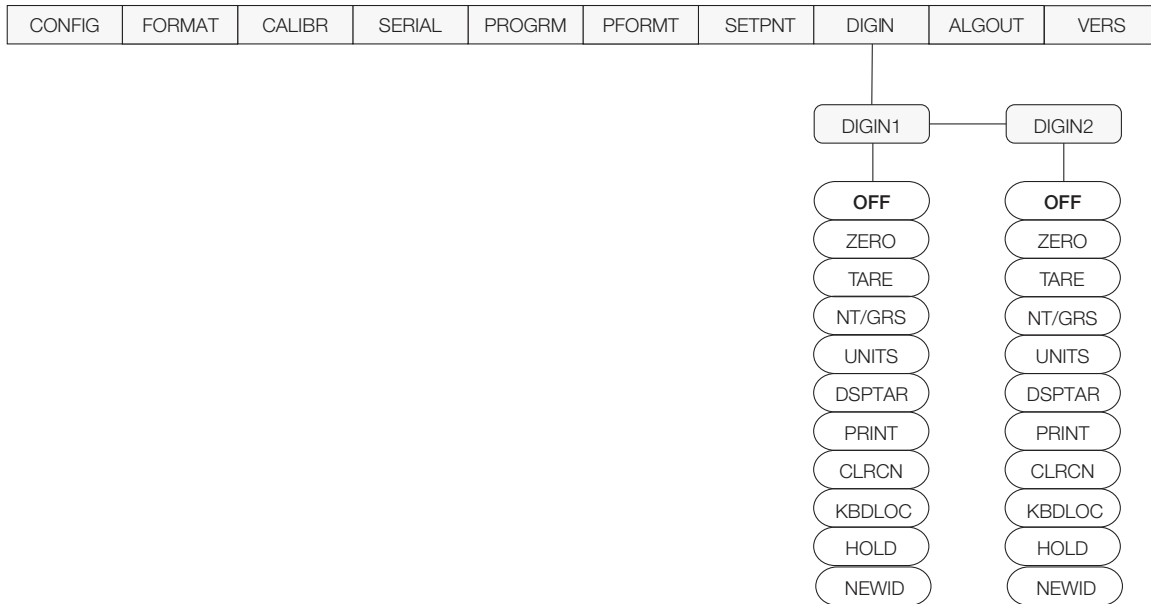 CONFIG FORMAT CALIBR SERIAL PROGRM PFORMT SETPNT DIGIN ALGOUT VERS
DIGIN1 DIGIN2
OFF OFF
ZERO ZERO
TARE TARE
NT/GRS NT/GRS
UNITS UNITS
DSPTAR DSPTAR
PRINT PRINT
CLRCN CLRCN
KBDLOC KBDLOC
HOLD HOLD
NEWID NEWID